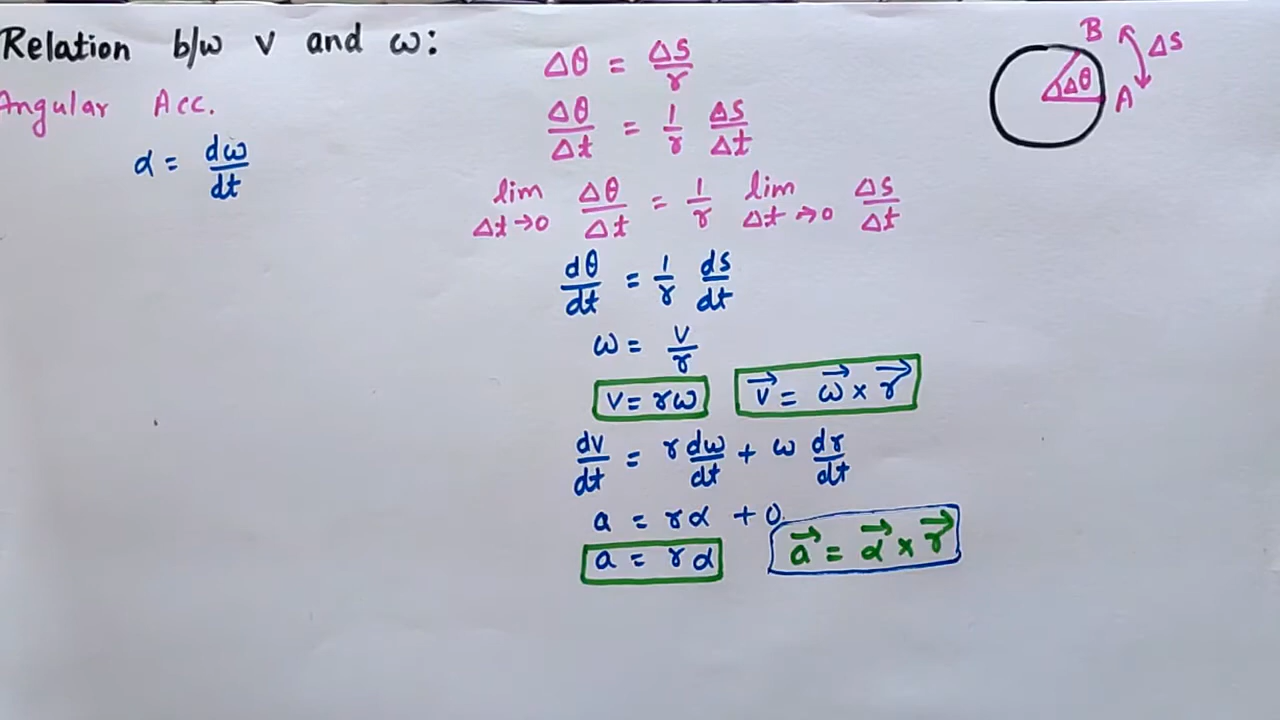 Relation b/w v and ω:
Angular Acc.
α = dω/dt
Δθ = Δs/r
Δθ/Δt = 1/r Δs/Δt
lim Δt→0 Δθ/Δt = 1/r lim Δt→0 Δs/Δt
dθ/dt = 1/r ds/dt
ω = v/r
v = rω
v⃗ = ω⃗ × r⃗
dv/dt = r dω/dt + ω dr/dt
a = rα + 0
a = rα
a⃗ = α⃗ × r⃗
B
Δs
Δθ
A